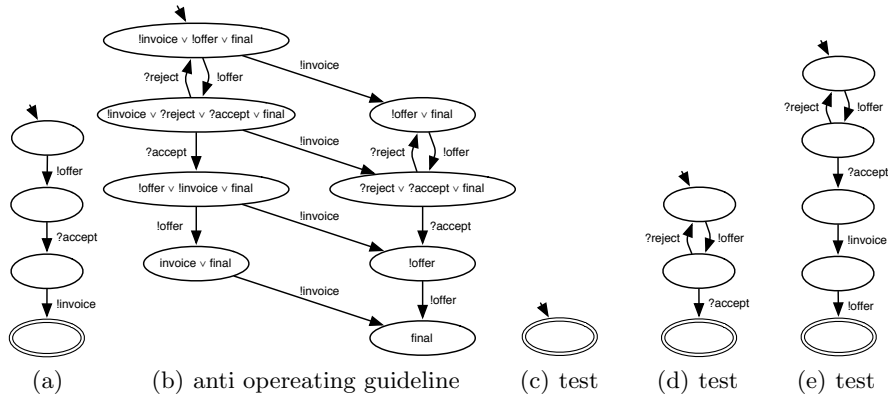 !offer
?accept
!invoice
(a)
!invoice ∨ !offer ∨ final
?reject
!offer
!invoice
!invoice ∨ ?reject ∨ ?accept ∨ final
!offer ∨ final
?accept
!invoice
?reject
!offer
!offer ∨ !invoice ∨ final
?reject ∨ ?accept ∨ final
!offer
!invoice
?accept
invoice ∨ final
!offer
!invoice
!offer
final
(b) anti opereating guideline
(c) test
?reject
!offer
?accept
(d) test
?reject
!offer
?accept
!invoice
!offer
(e) test